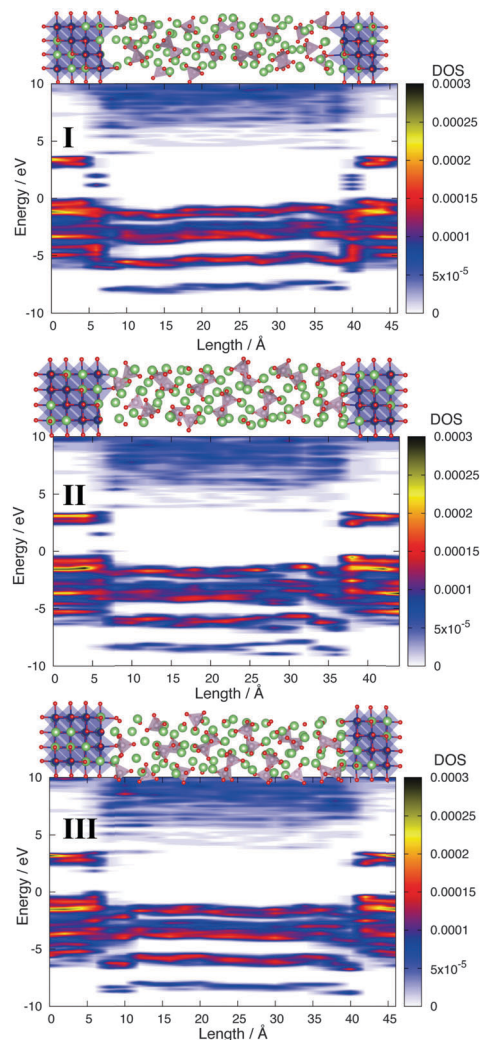 DOS
10
5
0
-5
-10
Energy / eV
I
0 5 10 15 20 25 30 35 40 45
Length / Å
0.0003
0.00025
0.0002
0.00015
0.0001
5x10⁻⁵
0
DOS
10
5
0
-5
-10
Energy / eV
II
0 5 10 15 20 25 30 35 40
Length / Å
0.0003
0.00025
0.0002
0.00015
0.0001
5x10⁻⁵
0
DOS
10
5
0
-5
-10
Energy / eV
III
0 5 10 15 20 25 30 35 40 45
Length / Å
0.0003
0.00025
0.0002
0.00015
0.0001
5x10⁻⁵
0